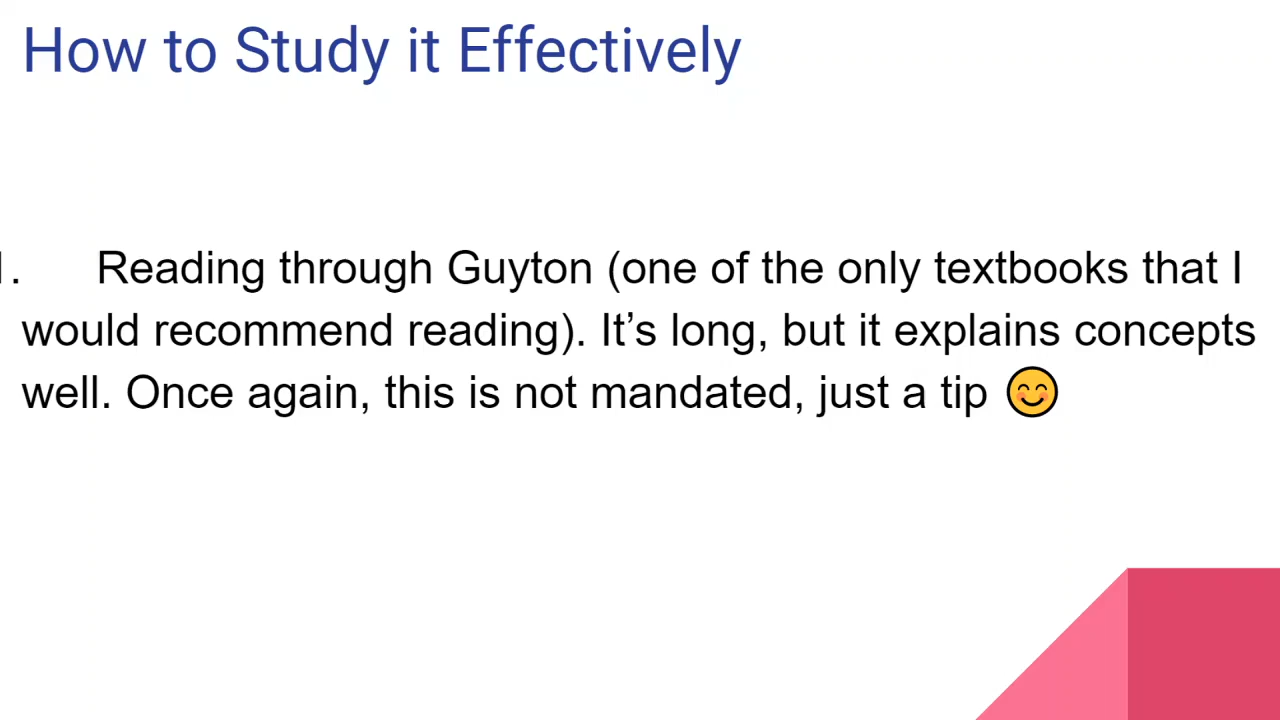 How to Study it Effectively
1. Reading through Guyton (one of the only textbooks that I
would recommend reading). It’s long, but it explains concepts
well. Once again, this is not mandated, just a tip 😊